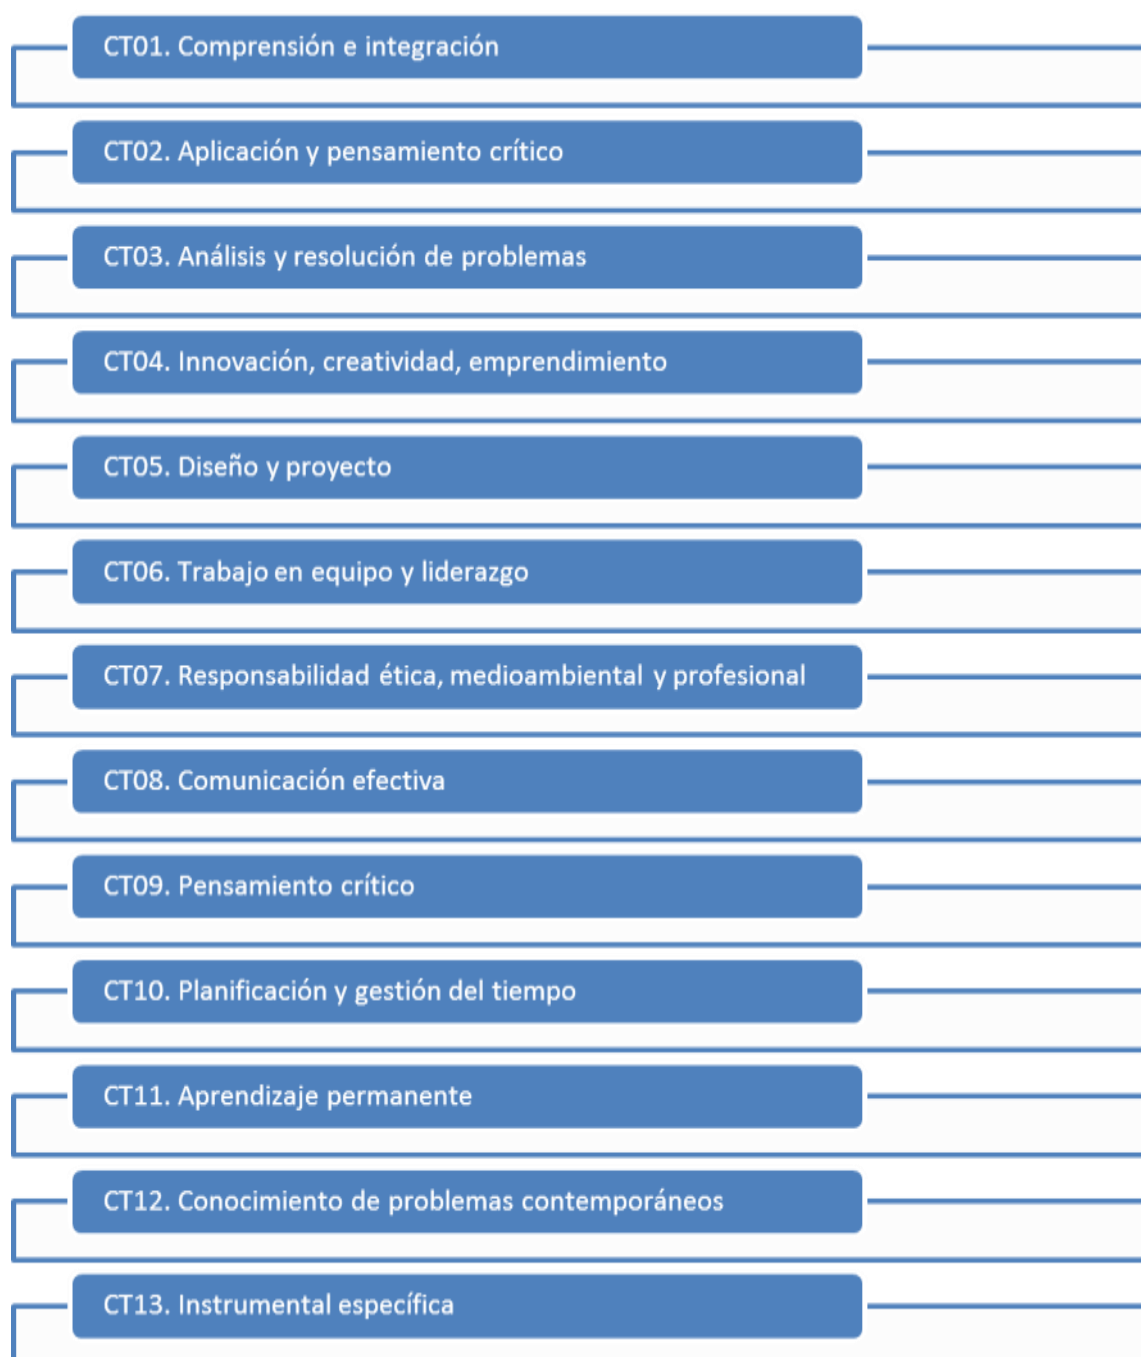 CT01. Comprensión e integración
CT02. Aplicación y pensamiento crítico
CT03. Análisis y resolución de problemas
CT04. Innovación, creatividad, emprendimiento
CT05. Diseño y proyecto
CT06. Trabajo en equipo y liderazgo
CT07. Responsabilidad ética, medioambiental y profesional
CT08. Comunicación efectiva
CT09. Pensamiento crítico
CT10. Planificación y gestión del tiempo
CT11. Aprendizaje permanente
CT12. Conocimiento de problemas contemporáneos
CT13. Instrumental específica